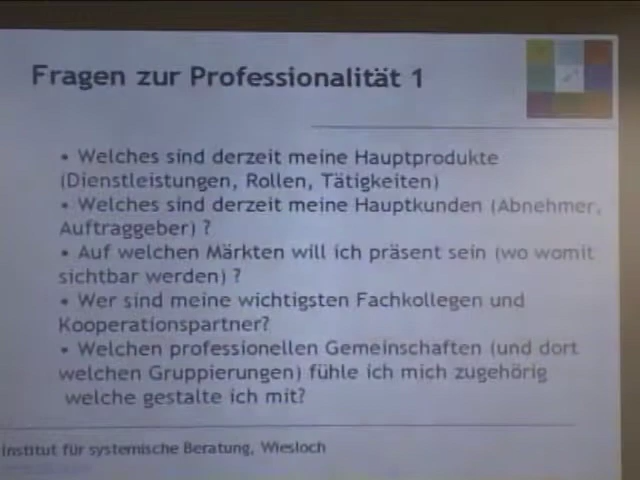 Fragen zur Professionalität 1
• Welches sind derzeit meine Hauptprodukte
(Dienstleistungen, Rollen, Tätigkeiten)
• Welches sind derzeit meine Hauptkunden (Abnehmer,
Auftraggeber) ?
• Auf welchen Märkten will ich präsent sein (wo womit
sichtbar werden) ?
• Wer sind meine wichtigsten Fachkollegen und
Kooperationspartner?
• Welchen professionellen Gemeinschaften (und dort
welchen Gruppierungen) fühle ich mich zugehörig
welche gestalte ich mit?
Institut für systemische Beratung, Wiesloch